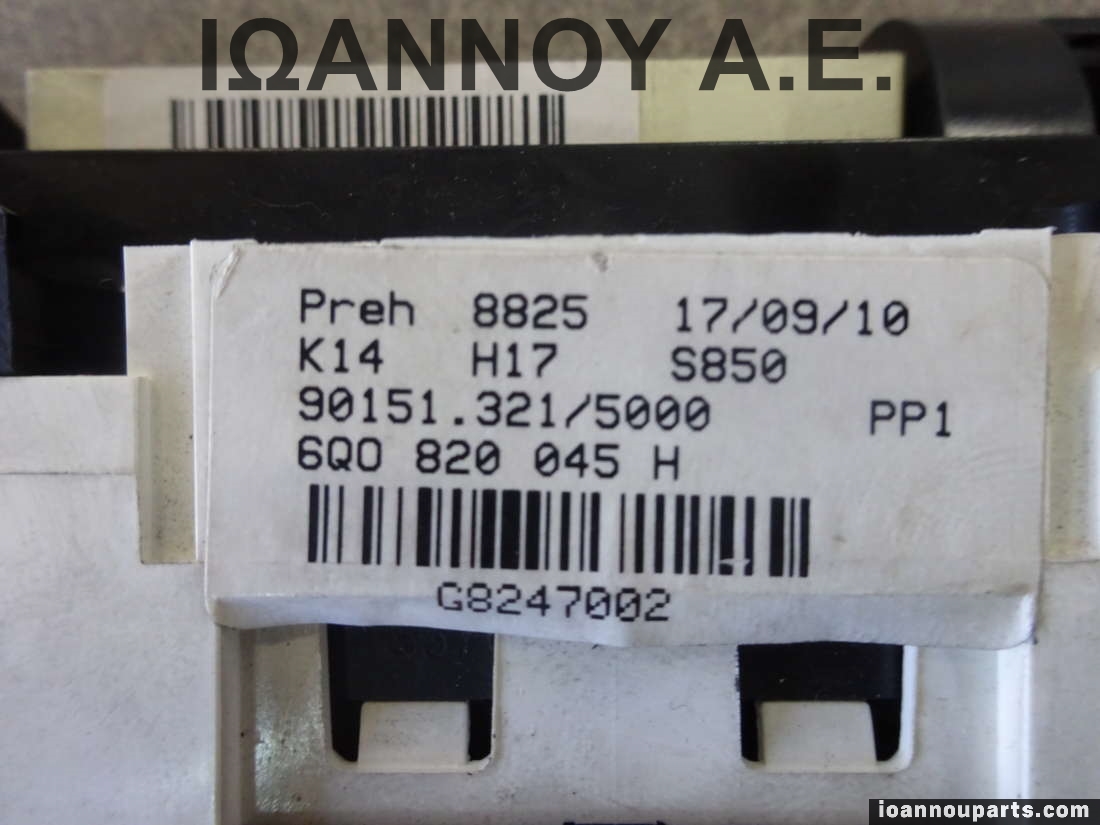 ΙΩΑΝΝΟΥ Α.Ε.
Preh 8825 17/09/10
K14 H17 S850
90151.321/5000 PP1
6Q0 820 045 H
G8247002
ioannouparts.com